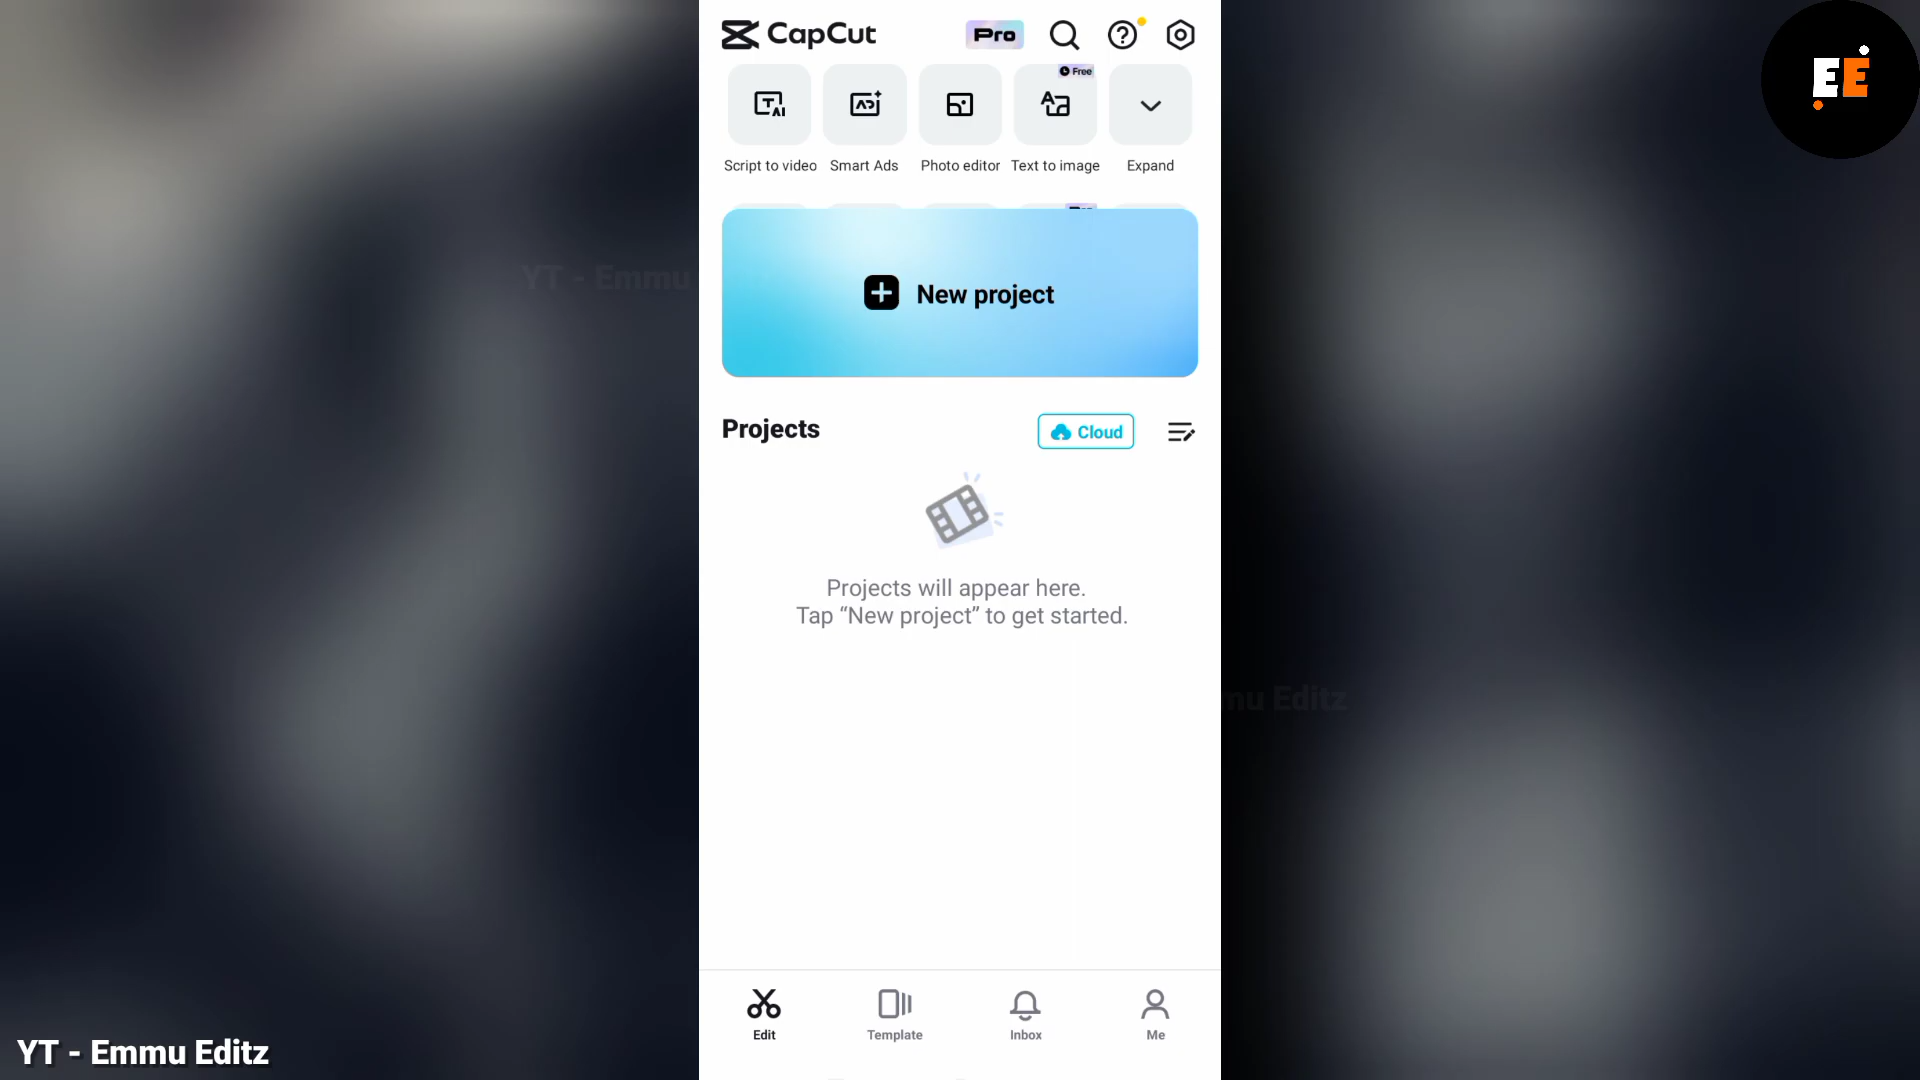 CapCut
Pro
EE
Free
Script to video
Smart Ads
Photo editor
Text to image
Expand
YT - Emmu
New project
Projects
Cloud
Projects will appear here.
Tap “New project” to get started.
mu Editz
Edit
Template
Inbox
Me
YT - Emmu Editz